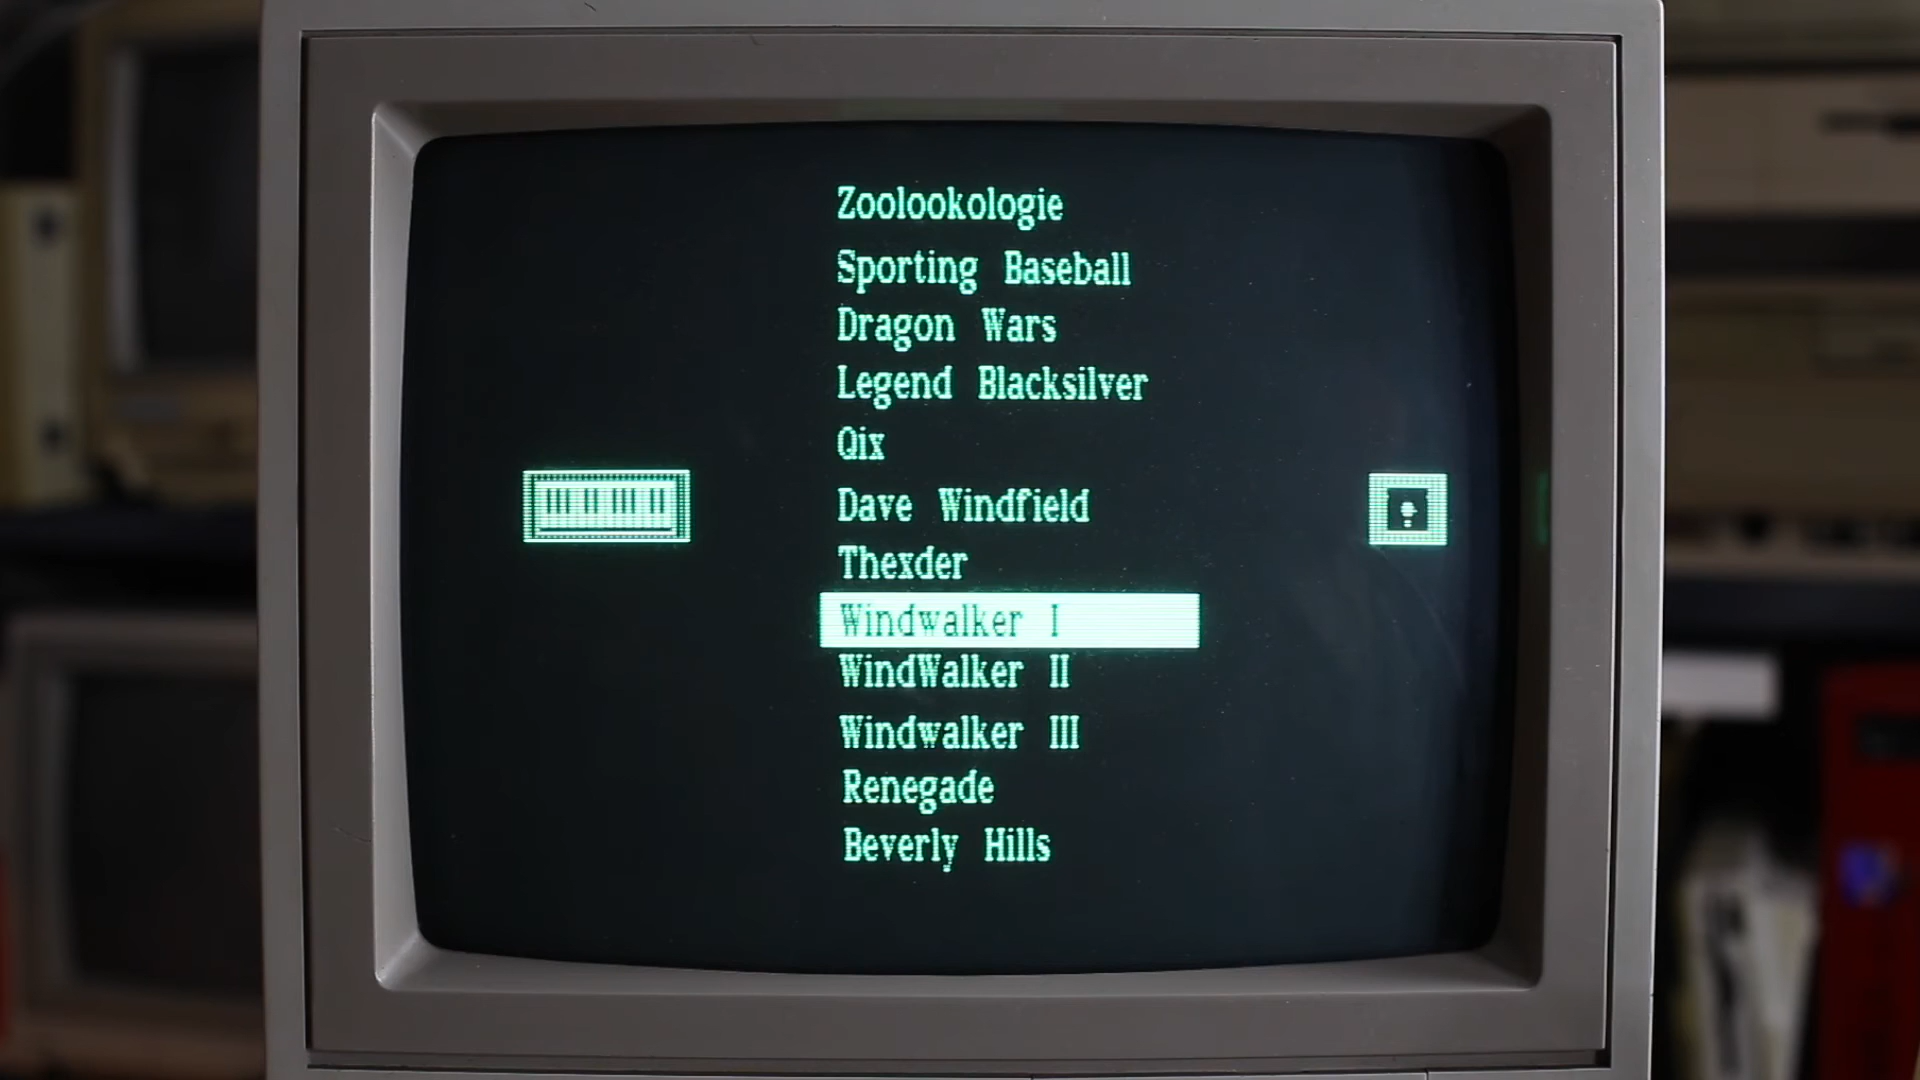 Zoolookologie
Sporting Baseball
Dragon Wars
Legend Blacksilver
Qix
Dave Windfield
Thexder
Windwalker I
WindWalker II
Windwalker III
Renegade
Beverly Hills